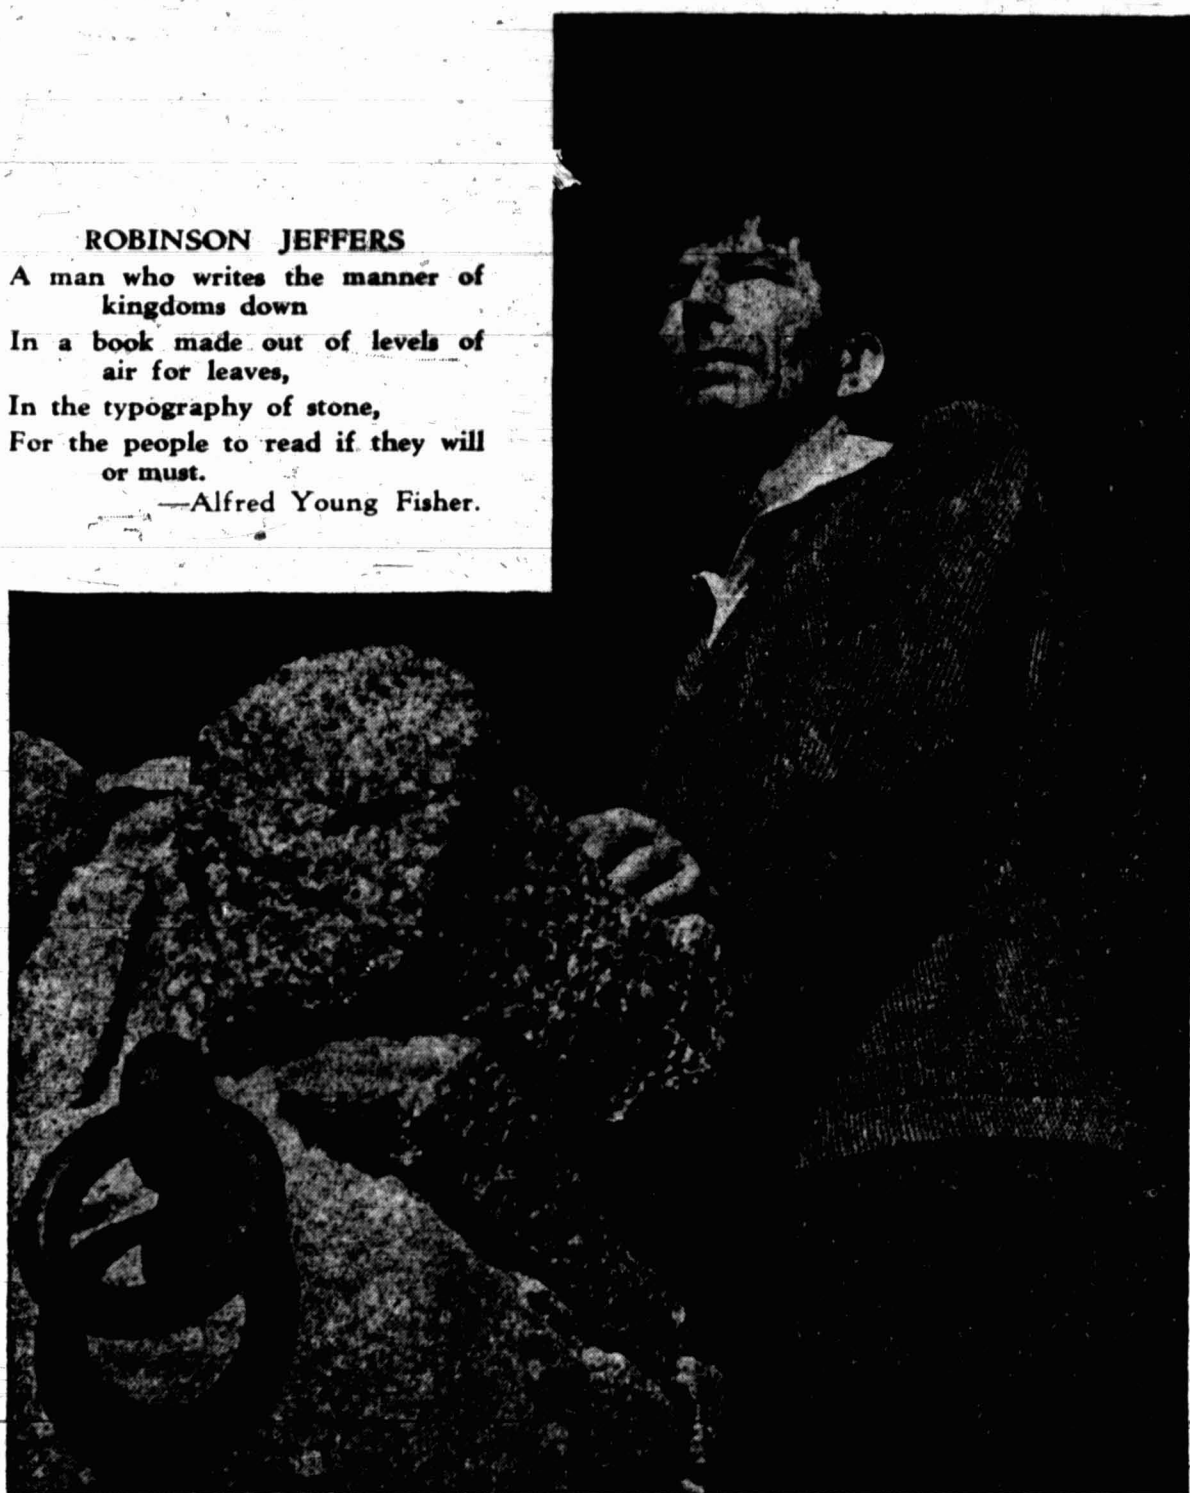 ROBINSON JEFFERS
A man who writes the manner of
kingdoms down
In a book made out of levels of
air for leaves,
In the typography of stone,
For the people to read if they will
or must.
—Alfred Young Fisher.